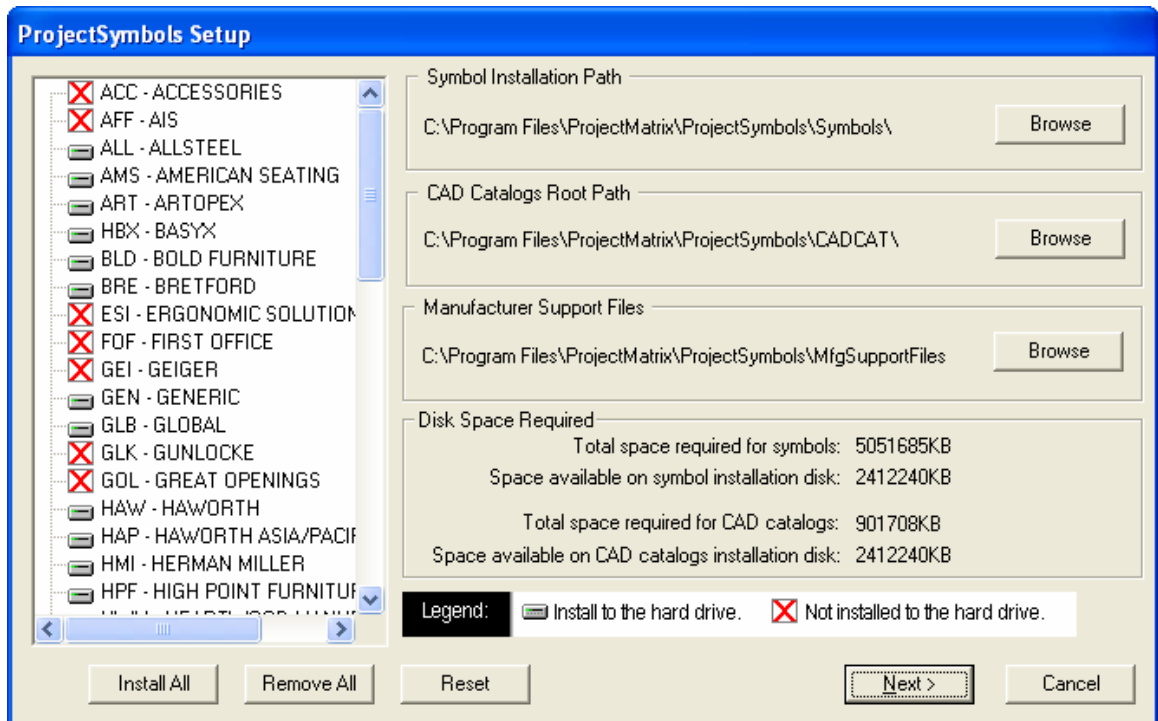 ProjectSymbols Setup
ACC - ACCESSORIES
AFF - AIS
ALL - ALLSTEEL
AMS - AMERICAN SEATING
ART - ARTOPEX
HBX - BASYX
BLD - BOLD FURNITURE
BRE - BRETFORD
ESI - ERGONOMIC SOLUTION
FOF - FIRST OFFICE
GEI - GEIGER
GEN - GENERIC
GLB - GLOBAL
GLK - GUNLOCKE
GOL - GREAT OPENINGS
HAW - HAWORTH
HAP - HAWORTH ASIA/PACIF
HMI - HERMAN MILLER
HPF - HIGH POINT FURNITUR
Symbol Installation Path
C:\Program Files\ProjectMatrix\ProjectSymbols\Symbols\
Browse
CAD Catalogs Root Path
C:\Program Files\ProjectMatrix\ProjectSymbols\CADCAT\
Browse
Manufacturer Support Files
C:\Program Files\ProjectMatrix\ProjectSymbols\MfgSupportFiles
Browse
Disk Space Required
Total space required for symbols: 5051685KB
Space available on symbol installation disk: 2412240KB
Total space required for CAD catalogs: 901708KB
Space available on CAD catalogs installation disk: 2412240KB
Legend: Install to the hard drive. Not installed to the hard drive.
Install All Remove All Reset Next > Cancel